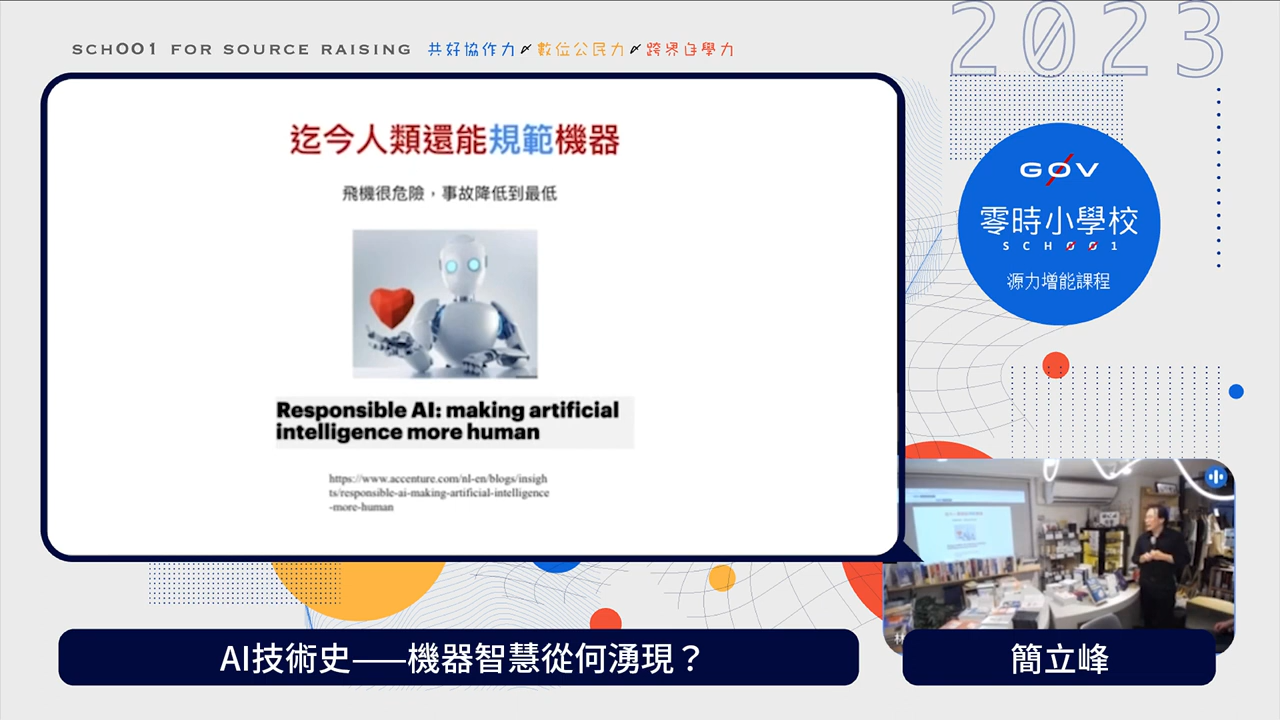 SCH001 FOR SOURCE RAISING 共好協作力 數位公民力 跨界自學力
2023
迄今人類還能規範機器
飛機很危險，事故降低到最低
Responsible AI: making artificial
intelligence more human
https://www.accenture.com/nl-en/blogs/insigh
ts/responsible-ai-making-artificial-intelligence
-more-human
G0V
零時小學校
SCH001
源力增能課程
AI技術史——機器智慧從何湧現？
簡立峰